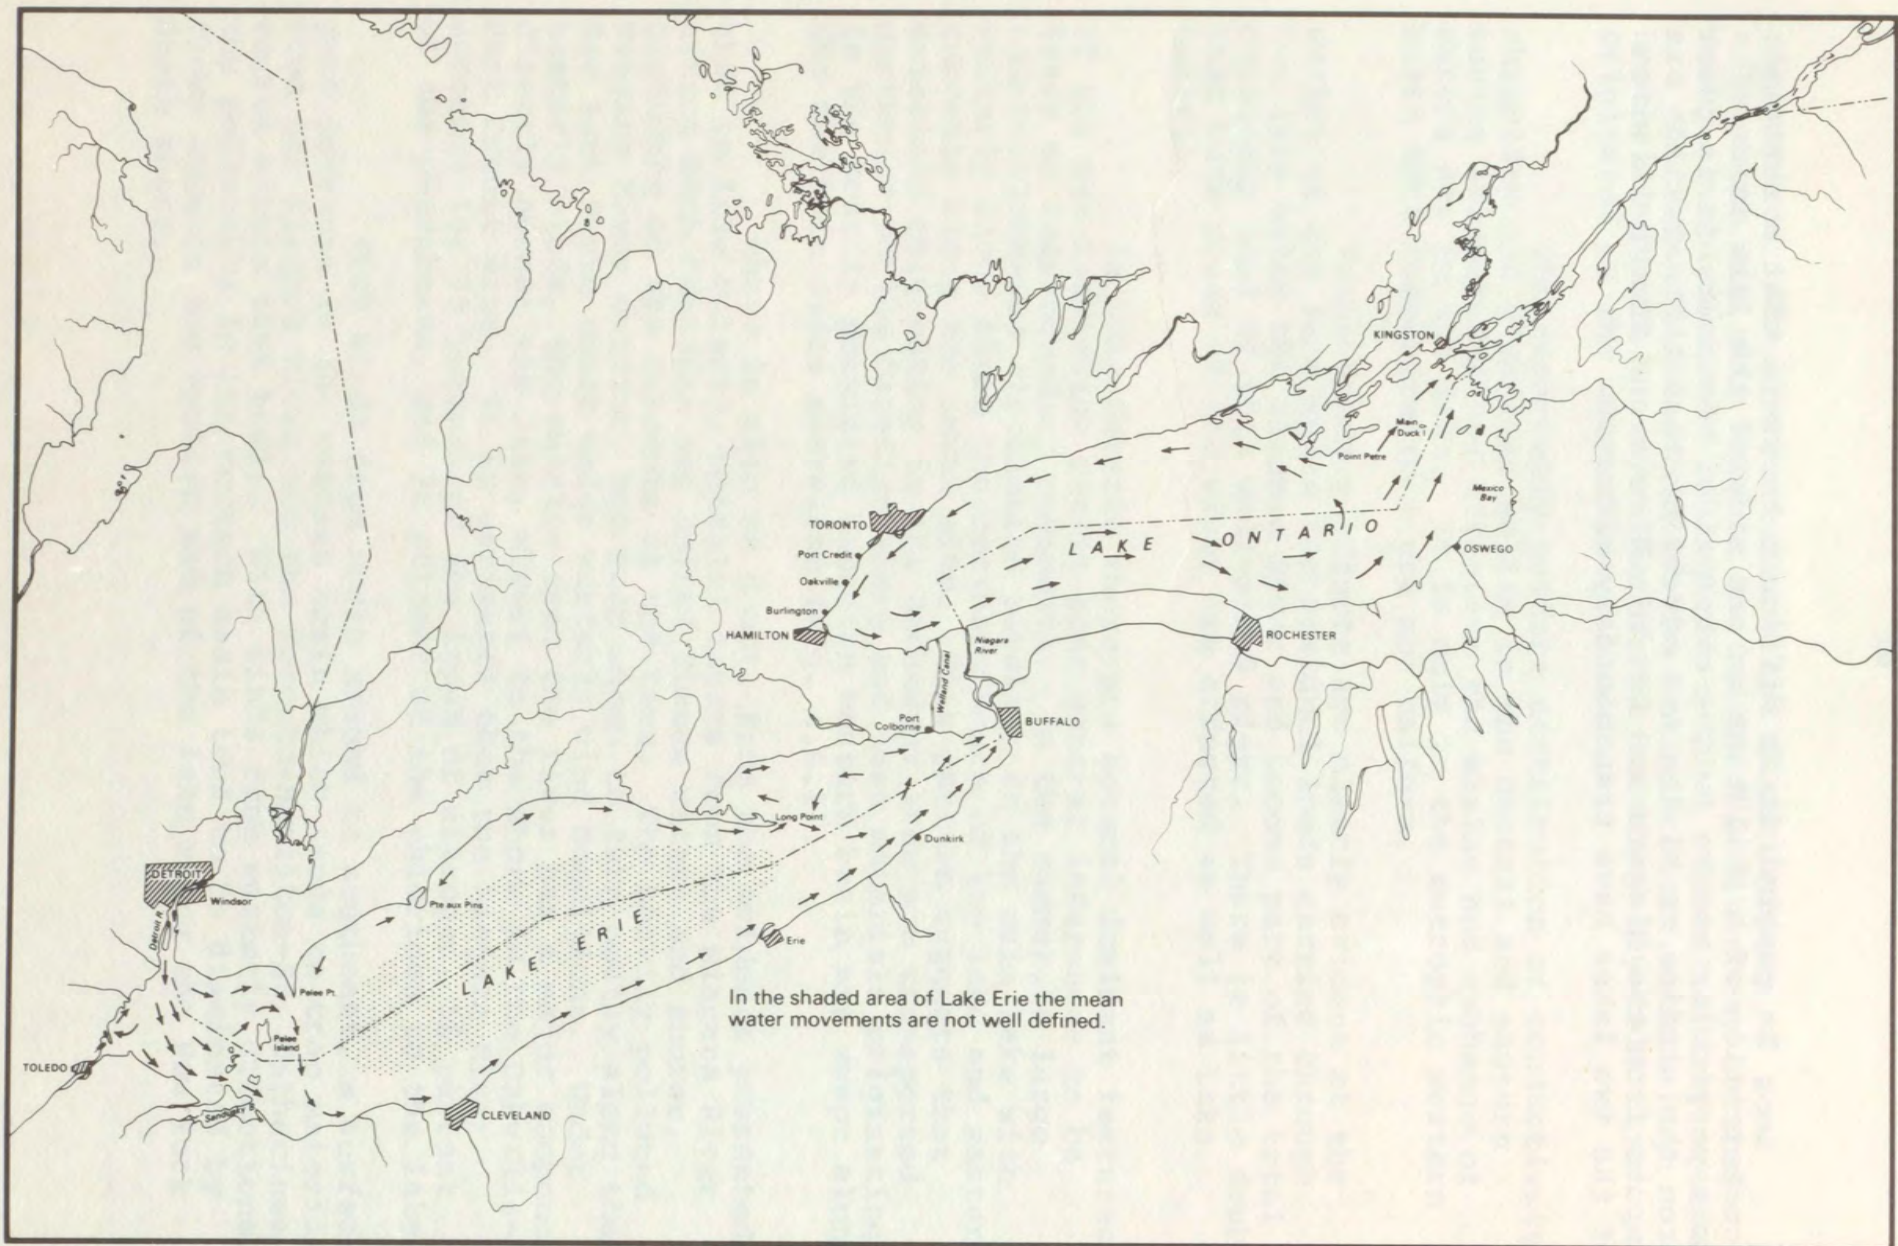 KINGSTON
Main
Duck I
Point Petre
Mexico
Bay
TORONTO
LAKE ONTARIO
Port Credit
OSWEGO
Oakville
Burlington
HAMILTON
Niagara
River
ROCHESTER
Welland Canal
Port
Colborne
BUFFALO
Long Point
Dunkirk
DETROIT
Windsor
Pte aux Pins
Detroit R.
LAKE ERIE
Erie
Pelee Pt.
In the shaded area of Lake Erie the mean
water movements are not well defined.
Pelee
Island
TOLEDO
Sandusky B
CLEVELAND